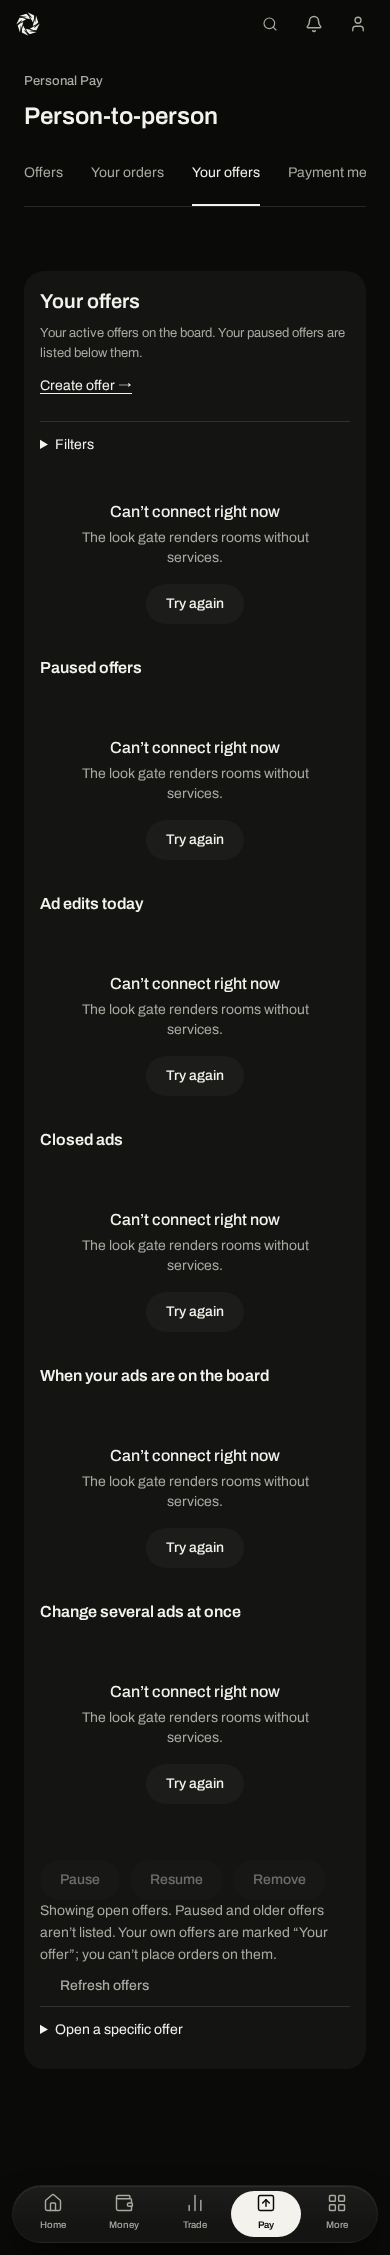 Personal Pay
Person-to-person
Offers Your orders Your offers Payment me
Your offers
Your active offers on the board. Your paused offers are
listed below them.
Create offer →
Filters
Can’t connect right now
The look gate renders rooms without
services.
Try again
Paused offers
Can’t connect right now
The look gate renders rooms without
services.
Try again
Ad edits today
Can’t connect right now
The look gate renders rooms without
services.
Try again
Closed ads
Can’t connect right now
The look gate renders rooms without
services.
Try again
When your ads are on the board
Can’t connect right now
The look gate renders rooms without
services.
Try again
Change several ads at once
Can’t connect right now
The look gate renders rooms without
services.
Try again
Pause Resume Remove
Showing open offers. Paused and older offers
aren’t listed. Your own offers are marked “Your
offer”; you can’t place orders on them.
Refresh offers
Open a specific offer
Home Money Trade Pay More